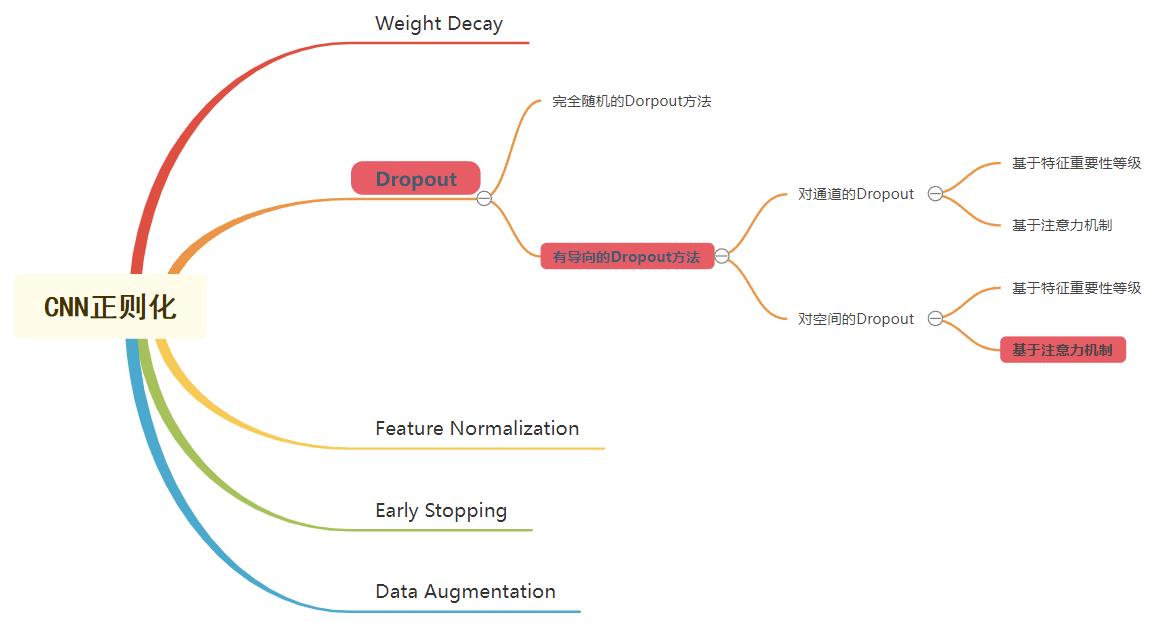 Weight Decay
完全随机的Dorpout方法
基于特征重要性等级
Dropout
对通道的Dropout
基于注意力机制
有导向的Dropout方法
基于特征重要性等级
CNN正则化
对空间的Dropout
基于注意力机制
Feature Normalization
Early Stopping
Data Augmentation